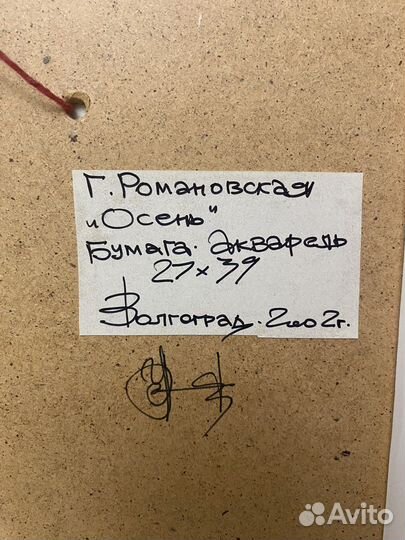 Г. Романовская
„Осень"
Бумага. Акварель
27 x 39
Волгоград. 2002г.
Avito